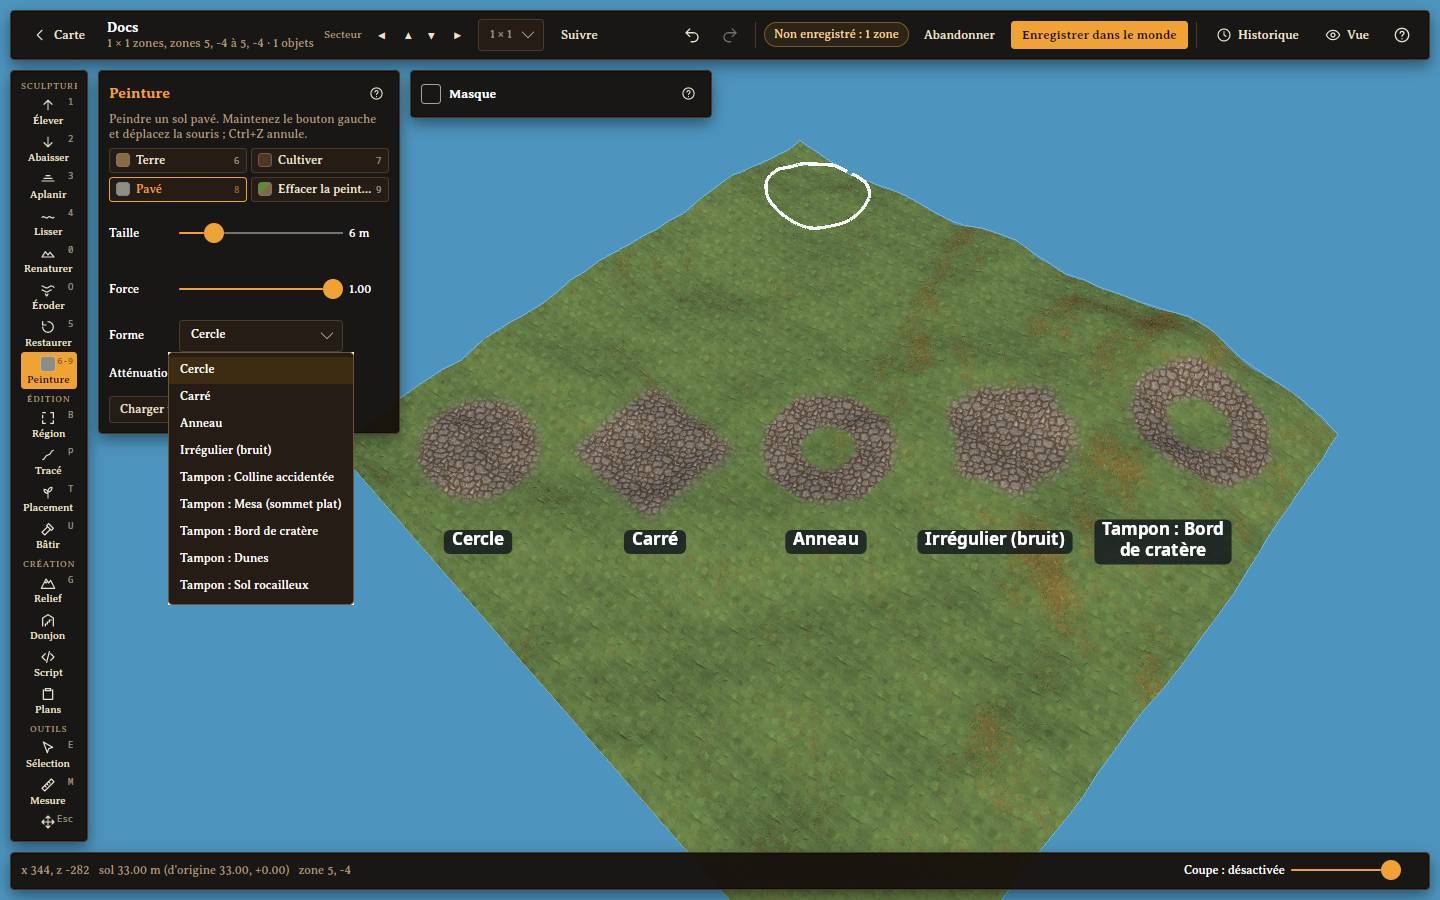 Carte
Docs
1 × 1 zones, zones 5, -4 à 5, -4 · 1 objets
Secteur
1 × 1
Suivre
Non enregistré : 1 zone
Abandonner
Enregistrer dans le monde
Historique
Vue
SCULPTURE
1
Élever
2
Abaisser
3
Aplanir
4
Lisser
0
Renaturer
O
Éroder
5
Restaurer
6-9
Peinture
ÉDITION
B
Région
P
Tracé
T
Placement
U
Bâtir
CRÉATION
G
Relief
Donjon
Script
Plans
OUTILS
E
Sélection
M
Mesure
Esc
Peinture
Peindre un sol pavé. Maintenez le bouton gauche
et déplacez la souris ; Ctrl+Z annule.
Terre 6
Cultiver 7
Pavé 8
Effacer la peint... 9
Taille 6 m
Force 1.00
Forme Cercle
Atténuatio
Charger
Cercle
Carré
Anneau
Irrégulier (bruit)
Tampon : Colline accidentée
Tampon : Mesa (sommet plat)
Tampon : Bord de cratère
Tampon : Dunes
Tampon : Sol rocailleux
Masque
Cercle
Carré
Anneau
Irrégulier (bruit)
Tampon : Bord
de cratère
x 344, z -282 sol 33.00 m (d'origine 33.00, +0.00) zone 5, -4
Coupe : désactivée